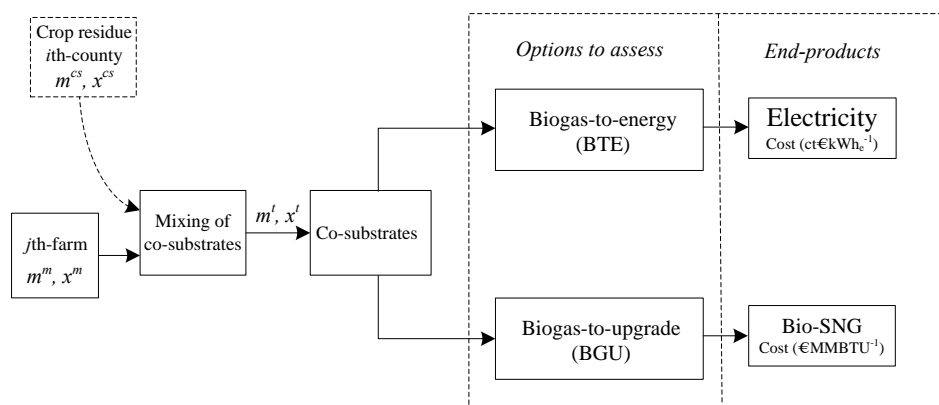 Crop residue
ith-county
m^cs, x^cs
Options to assess
End-products
Biogas-to-energy
(BTE)
Electricity
Cost (ct€kWh_e^-1)
Mixing of
co-substrates
m^t, x^t
Co-substrates
jth-farm
m^m, x^m
Biogas-to-upgrade
(BGU)
Bio-SNG
Cost (€MMBTU^-1)